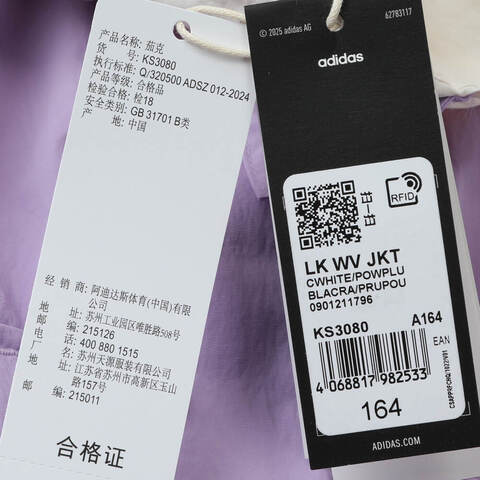 产品名称: 茄克
货 号: KS3080
执行标准: Q/320500 ADSZ 012-2024
产品等级: 合格品
检验合格: 检18
安全类别: GB 31701 B类
产 地: 中国
经 销 商: 阿迪达斯体育(中国)有限
公司
地 址: 苏州工业园区唯胜路508号
邮 编: 215126
电 话: 400 880 1515
经 销 商: 苏州天源服装有限公司
地 址: 江苏省苏州市高新区玉山
路157号
邮 编: 215011
合格证
© 2025 adidas AG
62783117
adidas
RFID
LK WV JKT
CWHITE/POWPLU
BLACRA/PRUPOU
0901211796
KS3080 A164
EAN
4 068817 982533
164
ADIDAS.COM